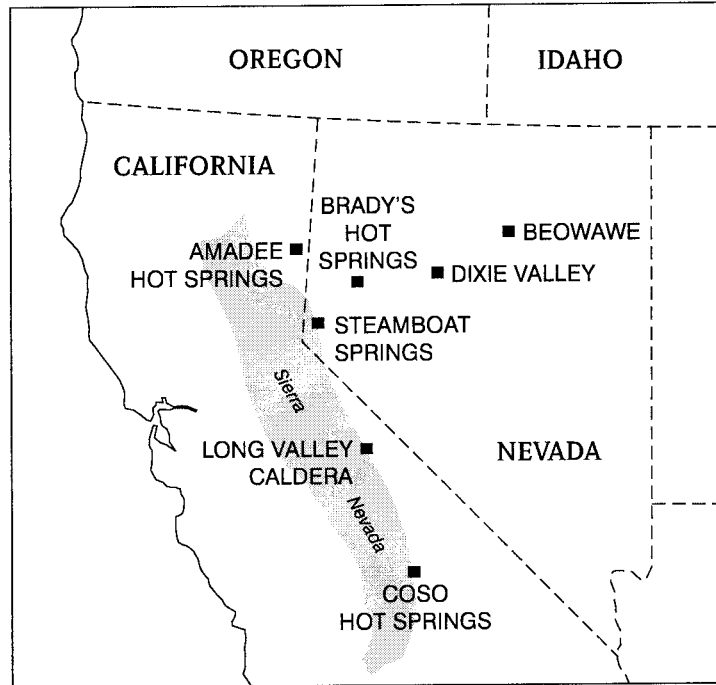 OREGON
IDAHO
CALIFORNIA
BRADY'S
HOT
SPRINGS
BEOWAWE
AMADEE
HOT SPRINGS
DIXIE VALLEY
STEAMBOAT
SPRINGS
Sierra
LONG VALLEY
CALDERA
NEVADA
Nevada
COSO
HOT SPRINGS